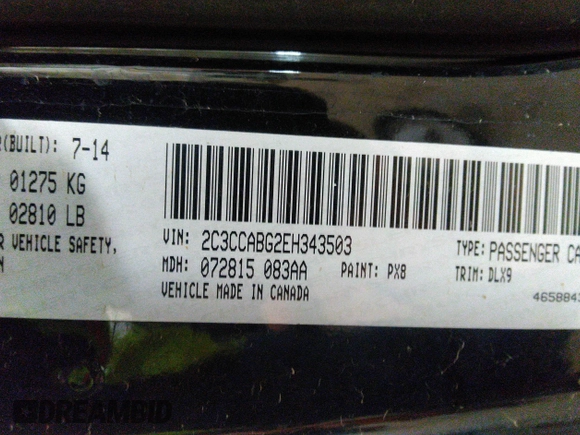 R(BUILT): 7-14
01275 KG
02810 LB
R VEHICLE SAFETY,
N
VIN: 2C3CCABG2EH343503
TYPE: PASSENGER CA
MDH: 072815 083AA
PAINT: PX8
TRIM: DLX9
VEHICLE MADE IN CANADA
DREAMBID